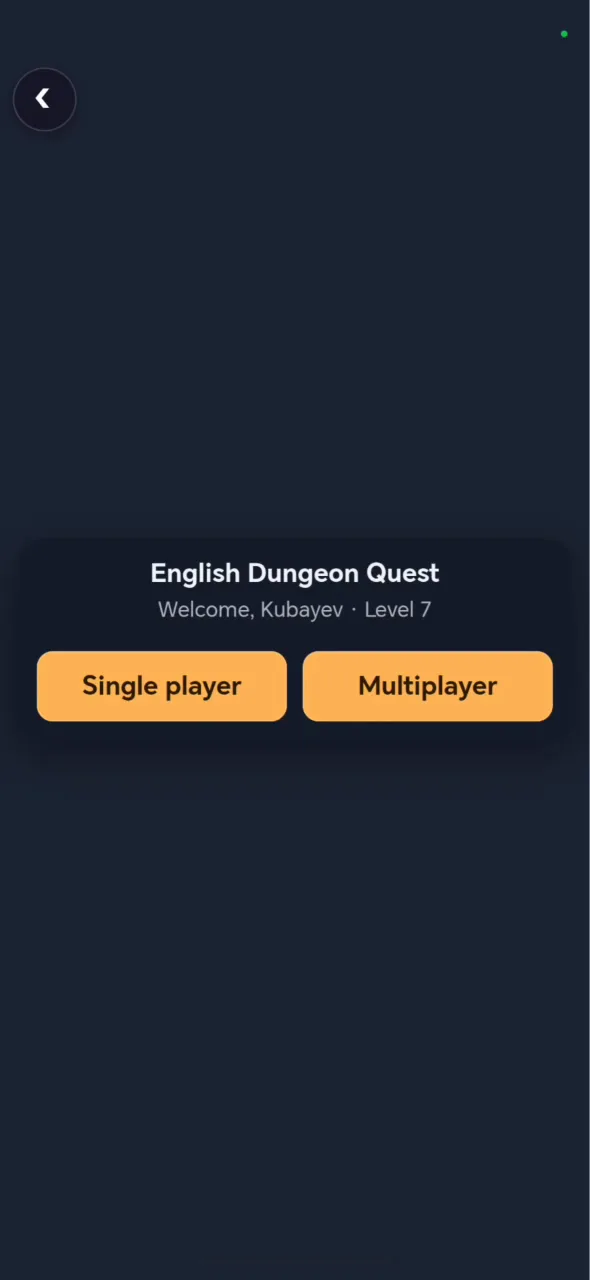 English Dungeon Quest
Welcome, Kubayev · Level 7
Single player
Multiplayer